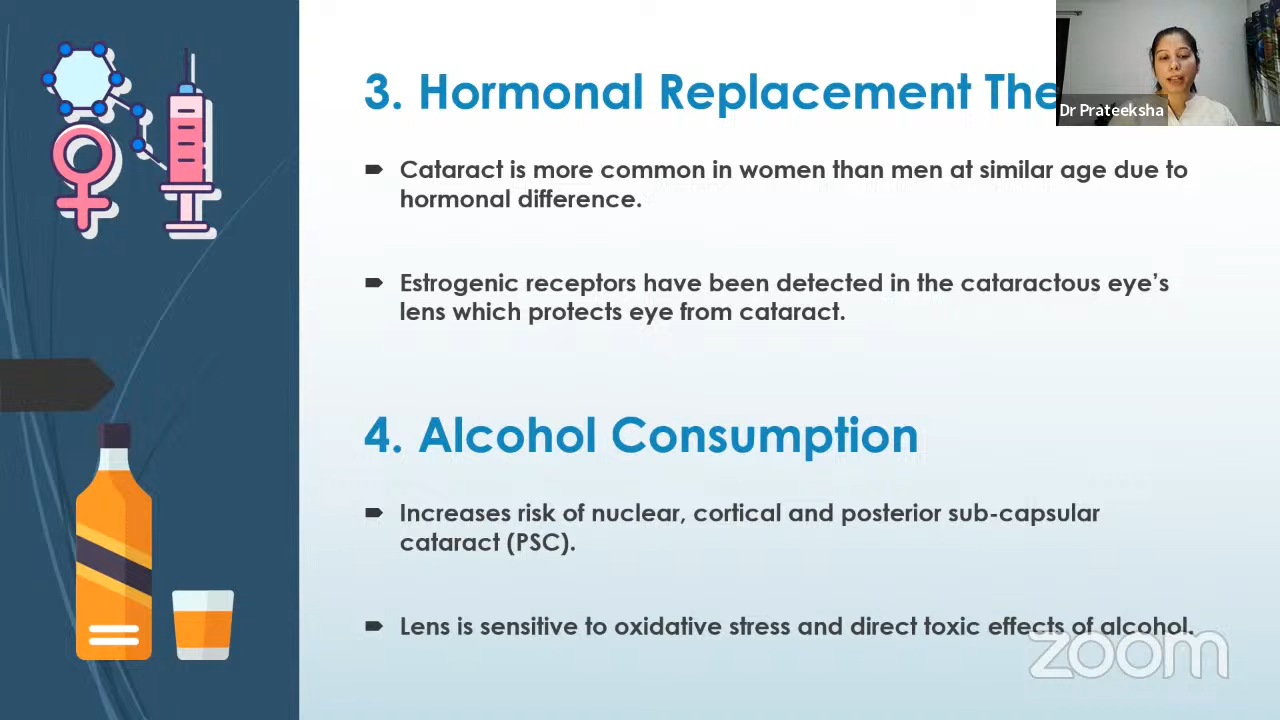 3. Hormonal Replacement The
Dr Prateeksha
Cataract is more common in women than men at similar age due to
hormonal difference.
Estrogenic receptors have been detected in the cataractous eye's
lens which protects eye from cataract.
4. Alcohol Consumption
Increases risk of nuclear, cortical and posterior sub-capsular
cataract (PSC).
Lens is sensitive to oxidative stress and direct toxic effects of alcohol.
zoom